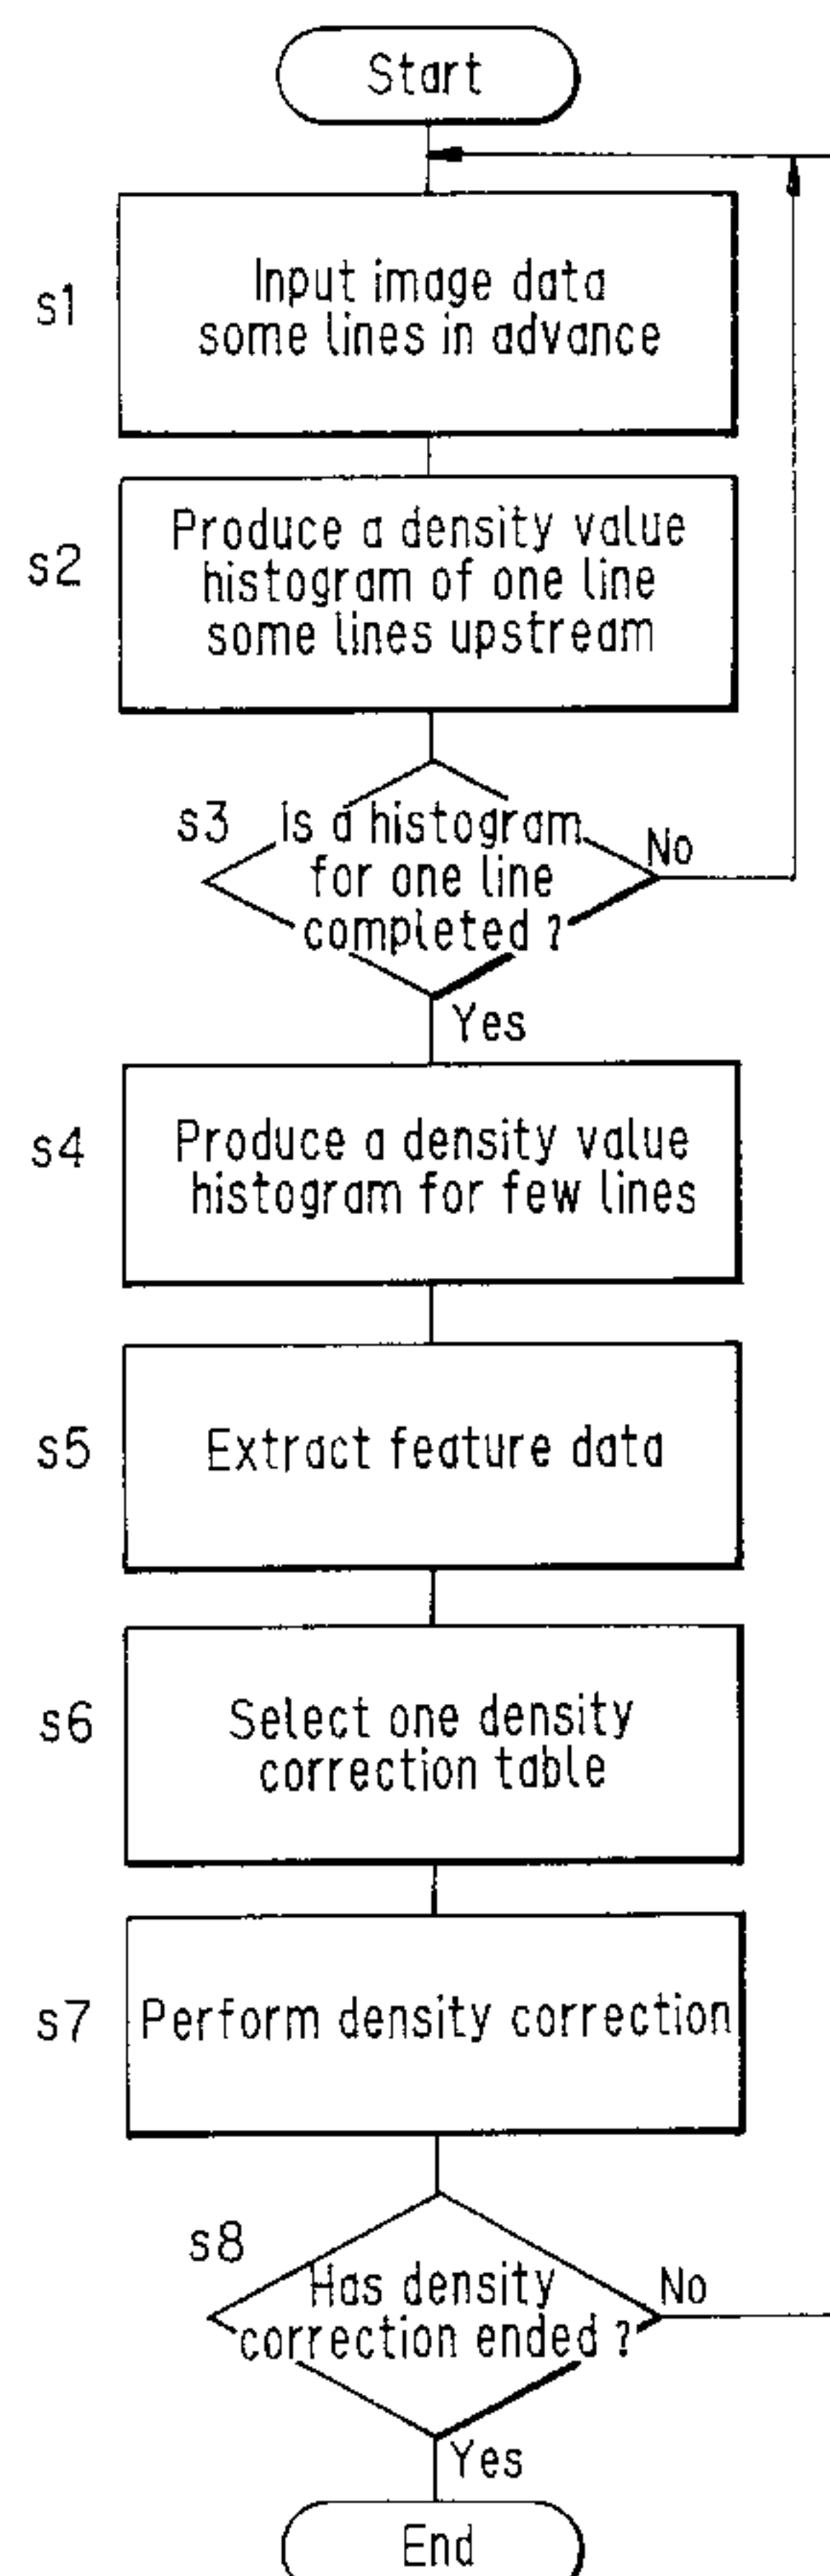 Start
s1
Input image data
some lines in advance
s2
Produce a density value
histogram of one line
some lines upstream
s3
Is a histogram
for one line
completed ?
No
Yes
s4
Produce a density value
histogram for few lines
s5
Extract feature data
s6
Select one density
correction table
s7
Perform density correction
s8
Has density
correction ended ?
No
Yes
End